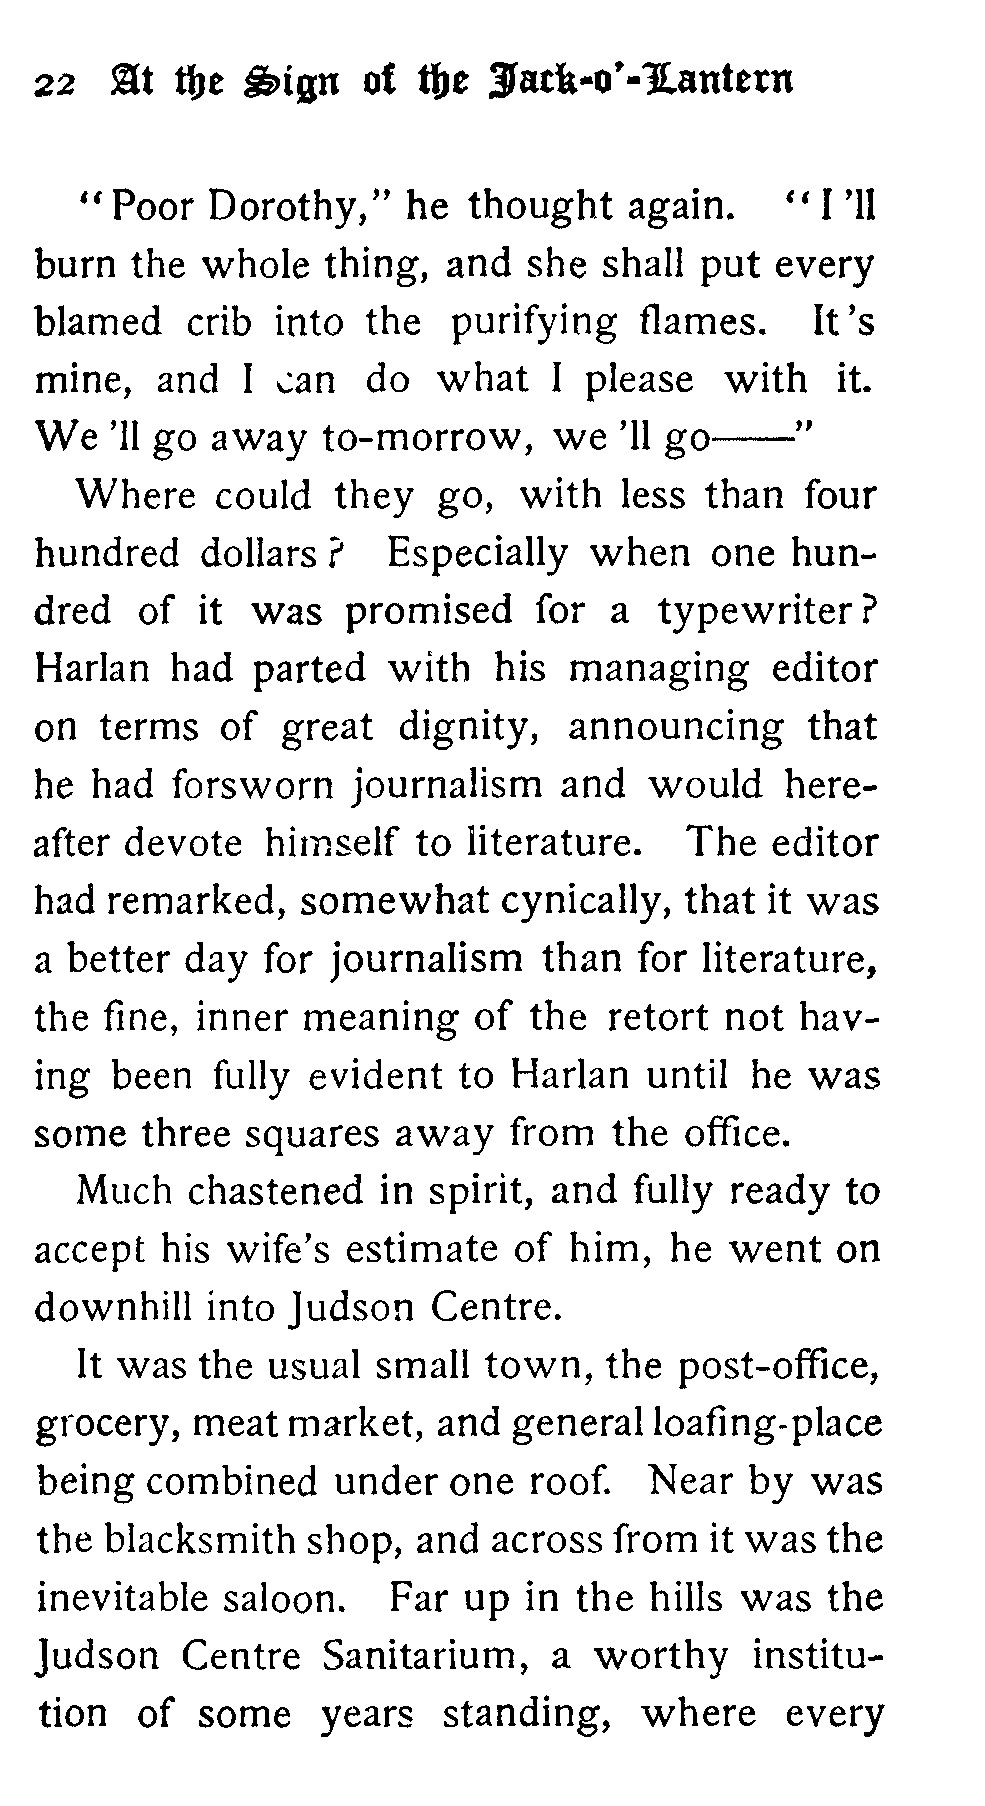 22 At the Sign of the Jack-o'-Lantern
"Poor Dorothy," he thought again. "I'll
burn the whole thing, and she shall put every
blamed crib into the purifying flames. It's
mine, and I can do what I please with it.
We'll go away to-morrow, we'll go——"
Where could they go, with less than four
hundred dollars? Especially when one hun-
dred of it was promised for a typewriter?
Harlan had parted with his managing editor
on terms of great dignity, announcing that
he had forsworn journalism and would here-
after devote himself to literature. The editor
had remarked, somewhat cynically, that it was
a better day for journalism than for literature,
the fine, inner meaning of the retort not hav-
ing been fully evident to Harlan until he was
some three squares away from the office.
Much chastened in spirit, and fully ready to
accept his wife's estimate of him, he went on
downhill into Judson Centre.
It was the usual small town, the post-office,
grocery, meat market, and general loafing-place
being combined under one roof. Near by was
the blacksmith shop, and across from it was the
inevitable saloon. Far up in the hills was the
Judson Centre Sanitarium, a worthy institu-
tion of some years standing, where every